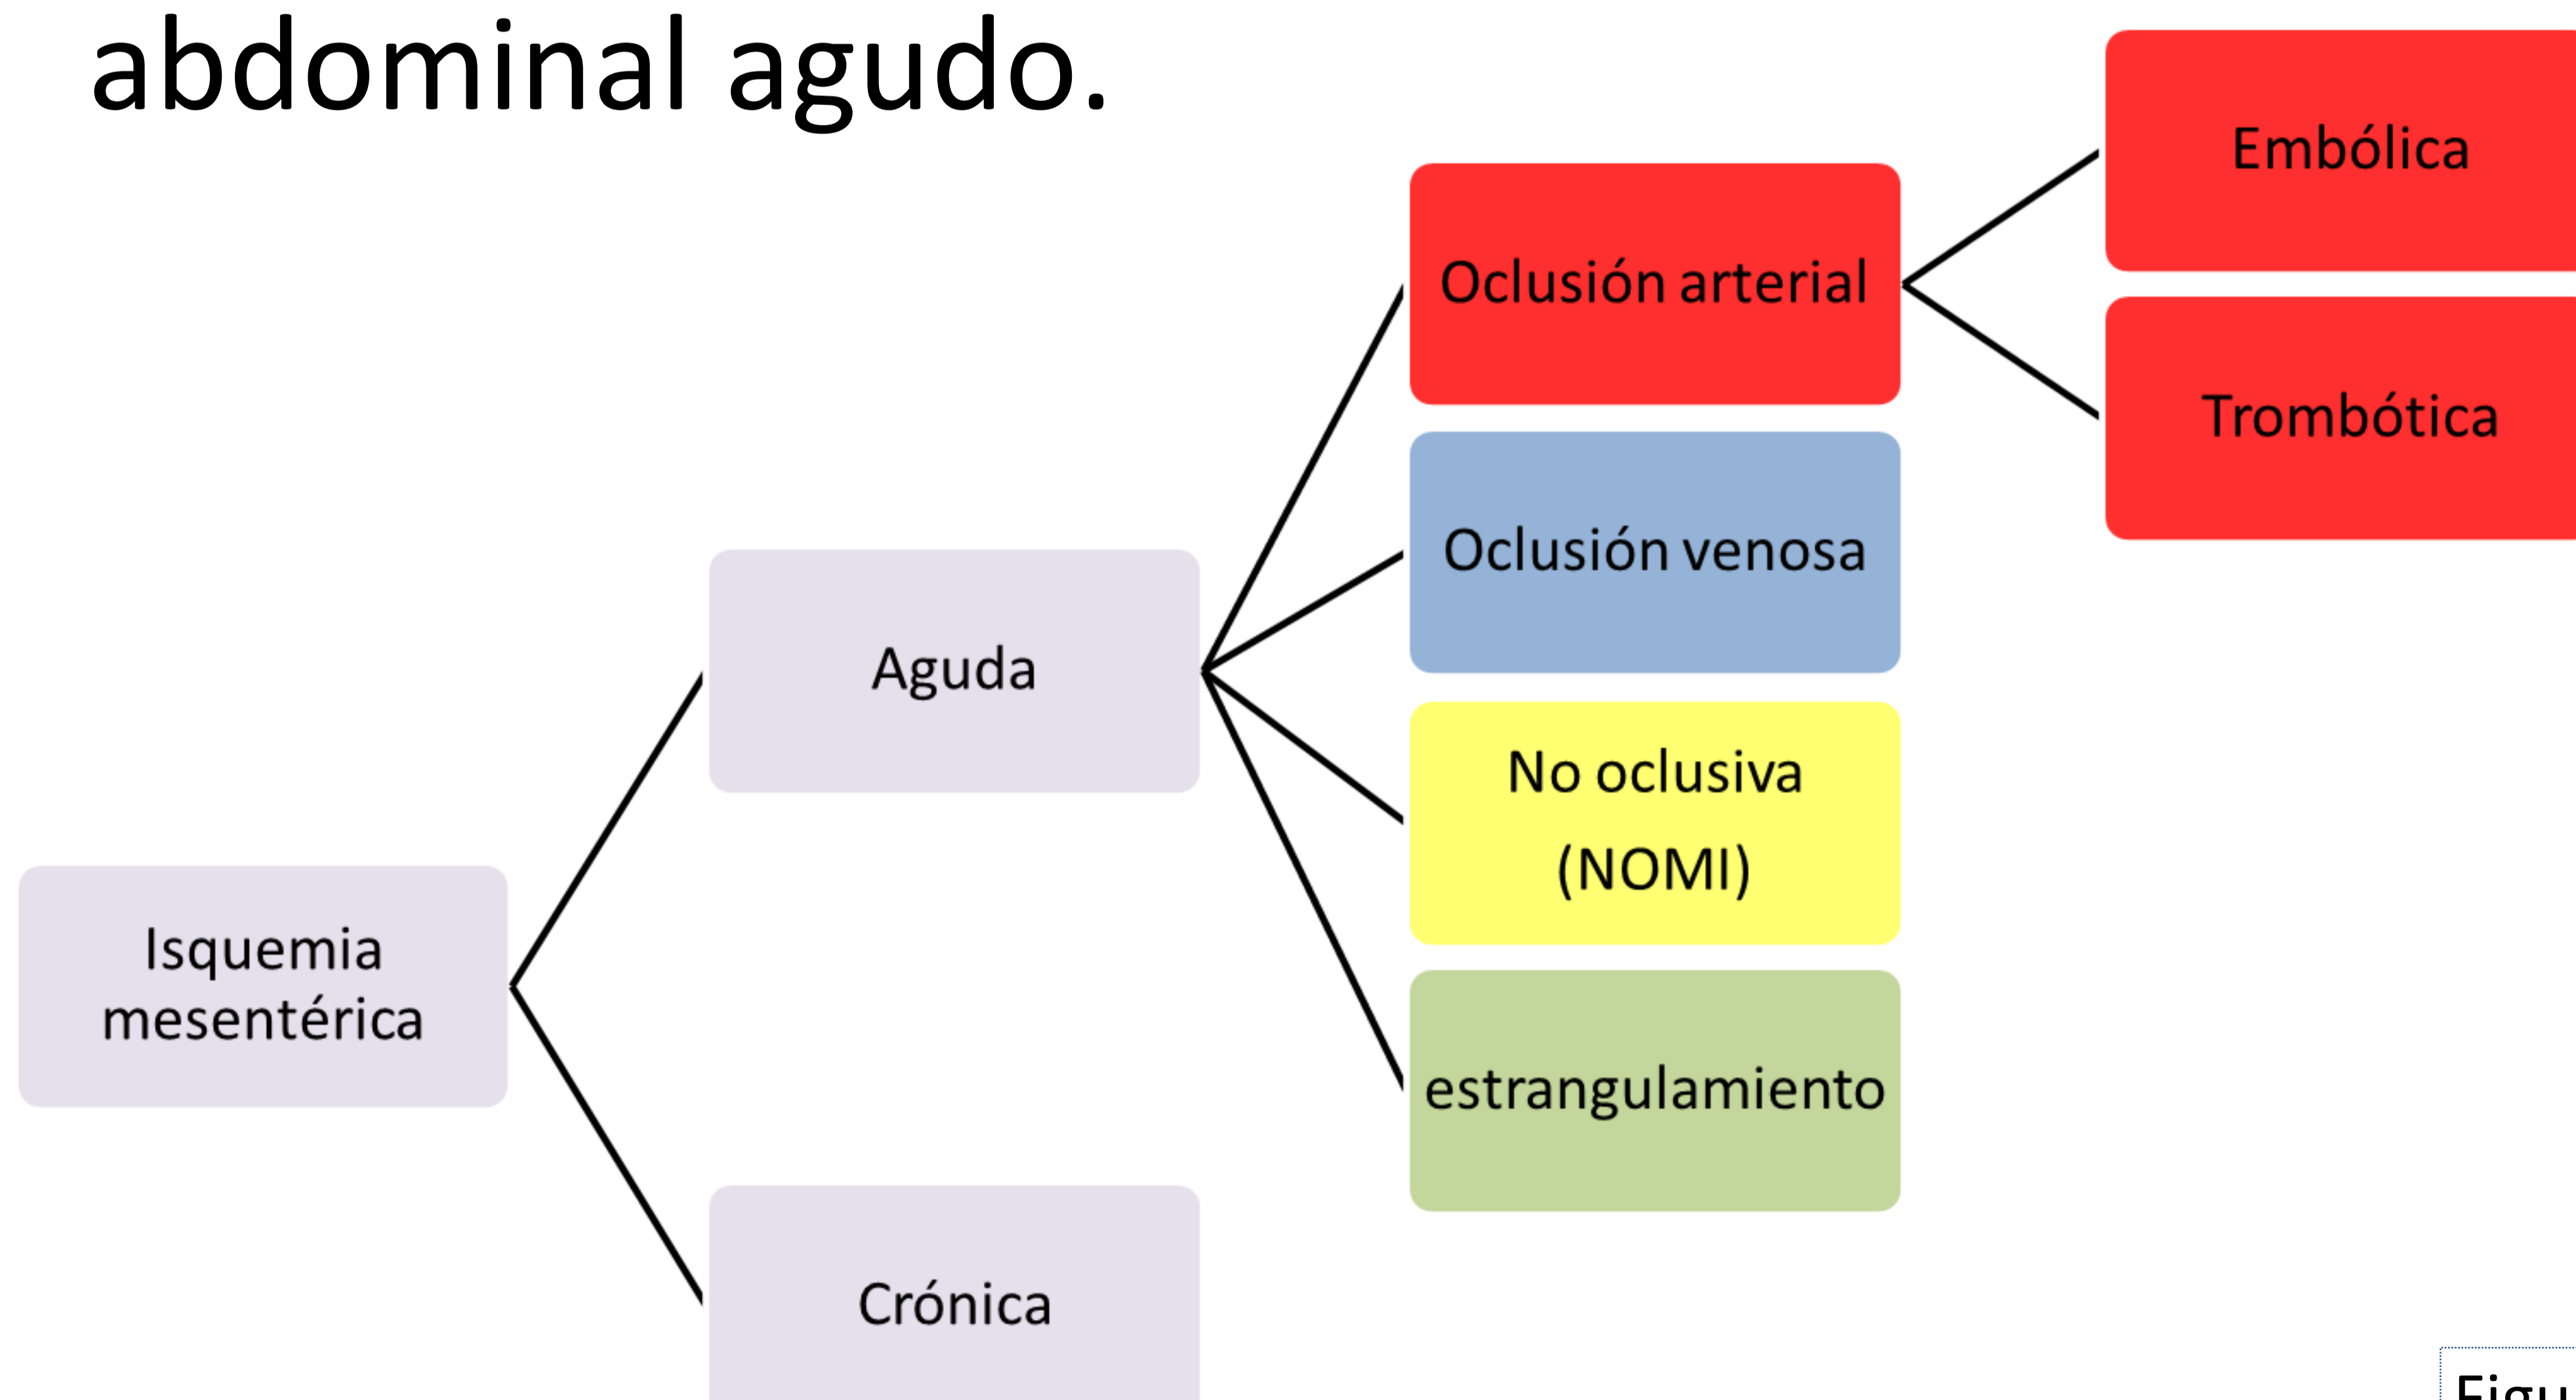 abdominal agudo.
Embólica
Oclusión arterial
Trombótica
Oclusión venosa
Aguda
No oclusiva
(NOMI)
Isquemia
mesentérica
estrangulamiento
Crónica